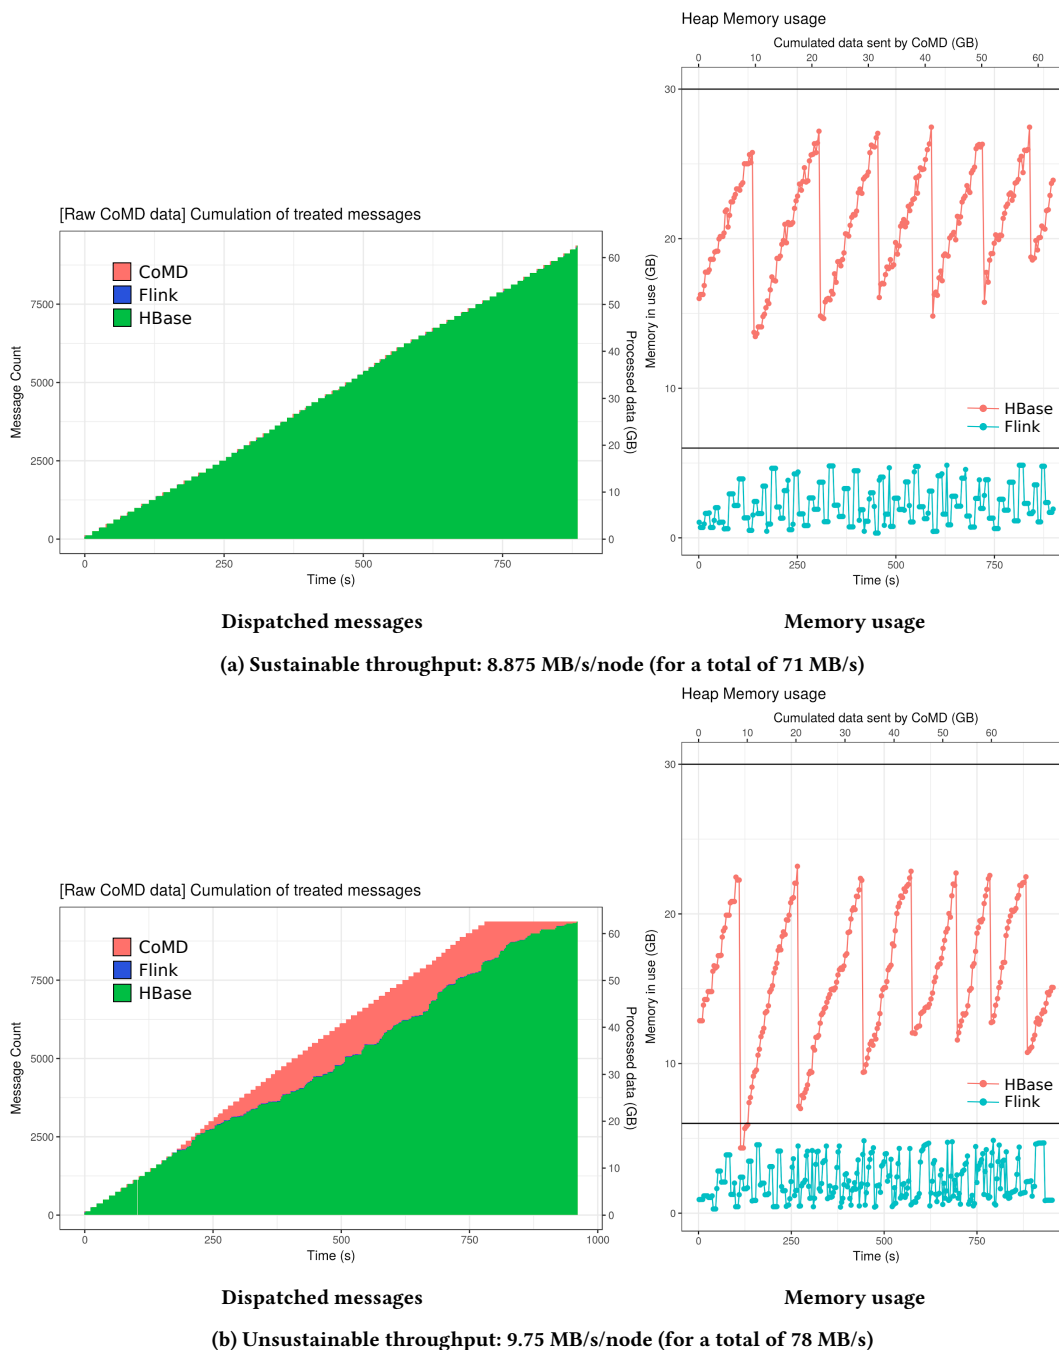 Heap Memory usage
Cumulated data sent by CoMD (GB)
0 10 20 30 40 50 60
30
20
10
0
Memory in use (GB)
HBase
Flink
0 250 500 750
Time (s)
[Raw CoMD data] Cumulation of treated messages
CoMD
Flink
HBase
7500
5000
2500
0
Message Count
60
50
40
30
20
10
0
Processed data (GB)
0 250 500 750
Time (s)
Dispatched messages
Memory usage
(a) Sustainable throughput: 8.875 MB/s/node (for a total of 71 MB/s)
Heap Memory usage
Cumulated data sent by CoMD (GB)
0 10 20 30 40 50 60
30
20
10
0
Memory in use (GB)
HBase
Flink
0 250 500 750
Time (s)
[Raw CoMD data] Cumulation of treated messages
CoMD
Flink
HBase
7500
5000
2500
0
Message Count
60
50
40
30
20
10
0
Processed data (GB)
0 250 500 750 1000
Time (s)
Dispatched messages
Memory usage
(b) Unsustainable throughput: 9.75 MB/s/node (for a total of 78 MB/s)